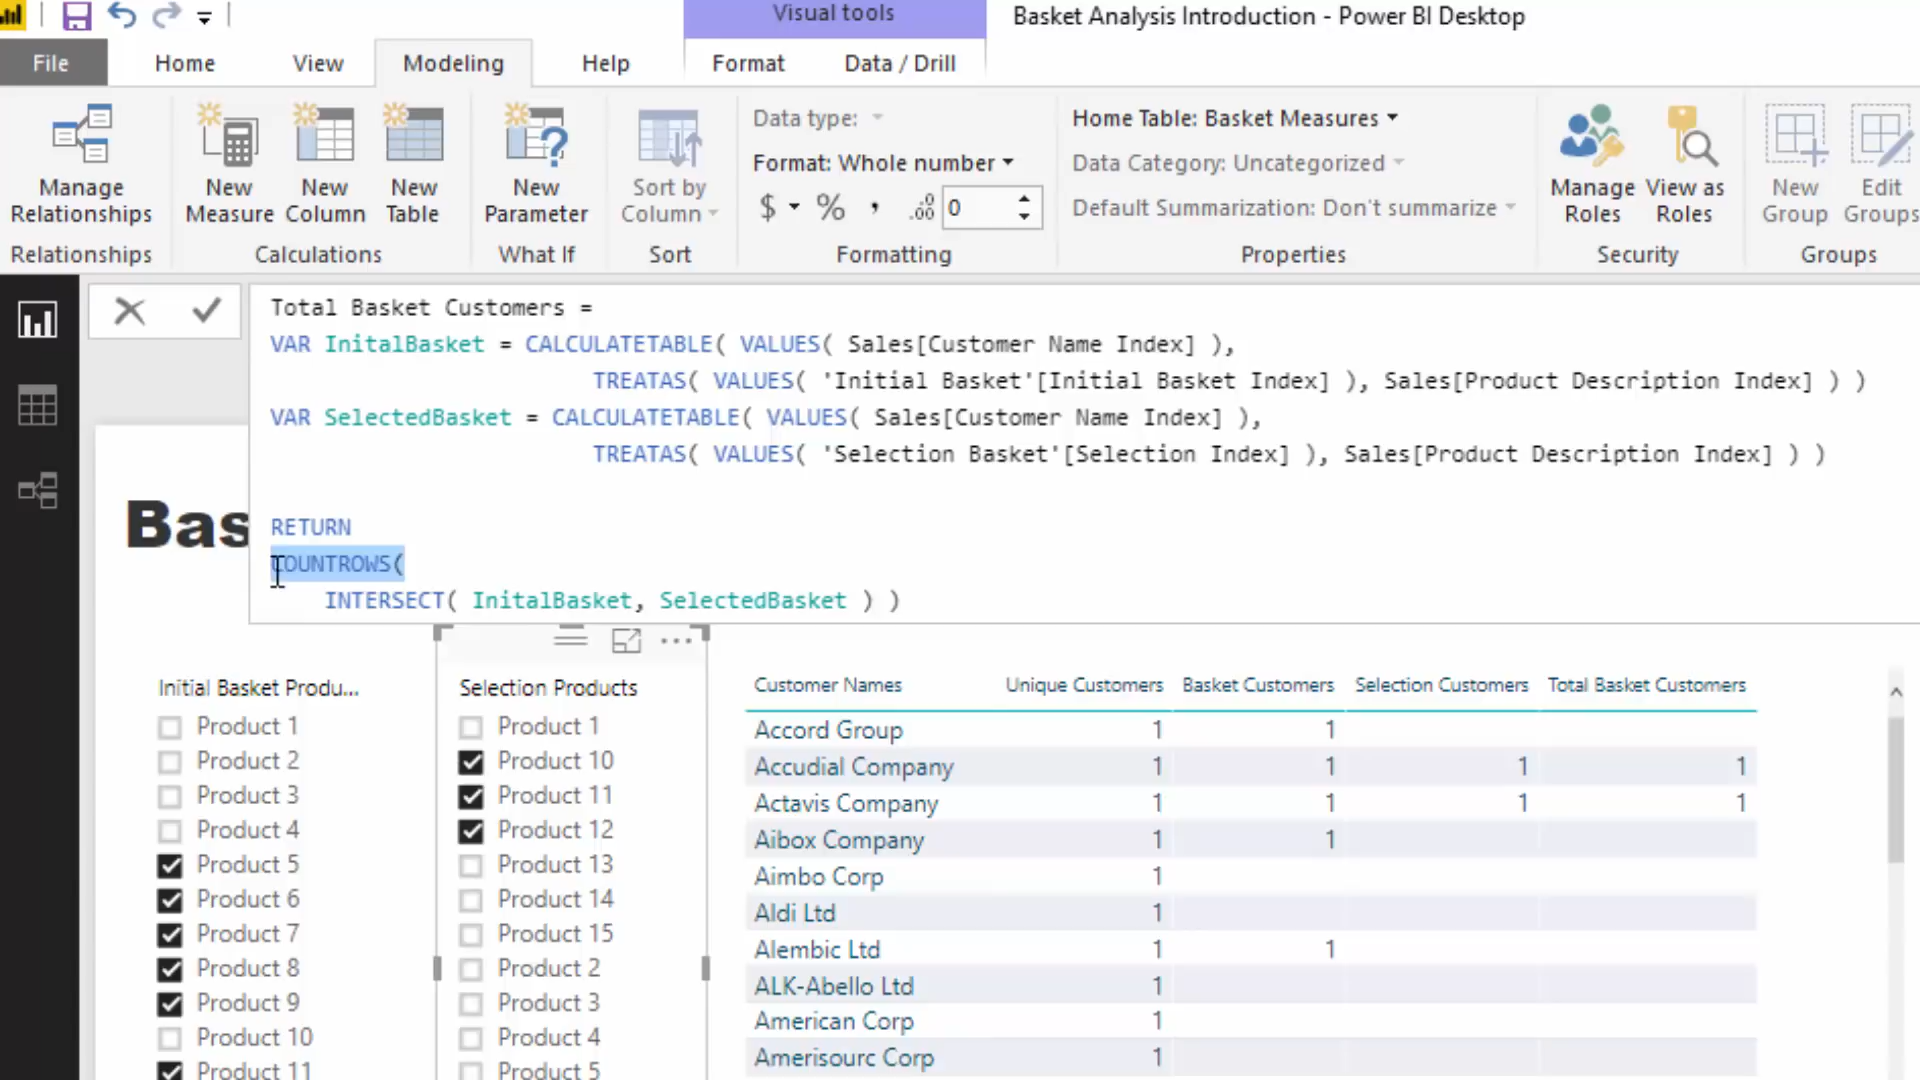 Visual tools
Basket Analysis Introduction - Power BI Desktop
File Home View Modeling Help Format Data / Drill
Manage Relationships
New Measure
New Column
New Table
New Parameter
Sort by Column
Data type:
Format: Whole number
$ % , .00 0
Home Table: Basket Measures
Data Category: Uncategorized
Default Summarization: Don't summarize
Manage Roles
View as Roles
New Group
Edit Groups
Relationships Calculations What If Sort Formatting Properties Security Groups
Total Basket Customers =
VAR InitalBasket = CALCULATETABLE( VALUES( Sales[Customer Name Index] ),
TREATAS( VALUES( 'Initial Basket'[Initial Basket Index] ), Sales[Product Description Index] ) )
VAR SelectedBasket = CALCULATETABLE( VALUES( Sales[Customer Name Index] ),
TREATAS( VALUES( 'Selection Basket'[Selection Index] ), Sales[Product Description Index] ) )
RETURN
COUNTROWS(
INTERSECT( InitalBasket, SelectedBasket ) )
Bas
Initial Basket Produ...
Product 1
Product 2
Product 3
Product 4
Product 5
Product 6
Product 7
Product 8
Product 9
Product 10
Product 11
Selection Products
Product 1
Product 10
Product 11
Product 12
Product 13
Product 14
Product 15
Product 2
Product 3
Product 4
Product 5
Customer Names Unique Customers Basket Customers Selection Customers Total Basket Customers
Accord Group 1 1
Accudial Company 1 1 1 1
Actavis Company 1 1 1 1
Aibox Company 1 1
Aimbo Corp 1
Aldi Ltd 1
Alembic Ltd 1 1
ALK-Abello Ltd 1
American Corp 1
Amerisourc Corp 1